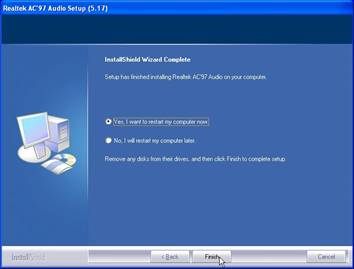 Realtek AC'97 Audio Setup (5.17)
InstallShield Wizard Complete
Setup has finished installing Realtek AC'97 Audio on your computer.
Yes, I want to restart my computer now.
No, I will restart my computer later.
Remove any disks from their drives, and then click Finish to complete setup.
InstallShield
< Back
Finish
Cancel